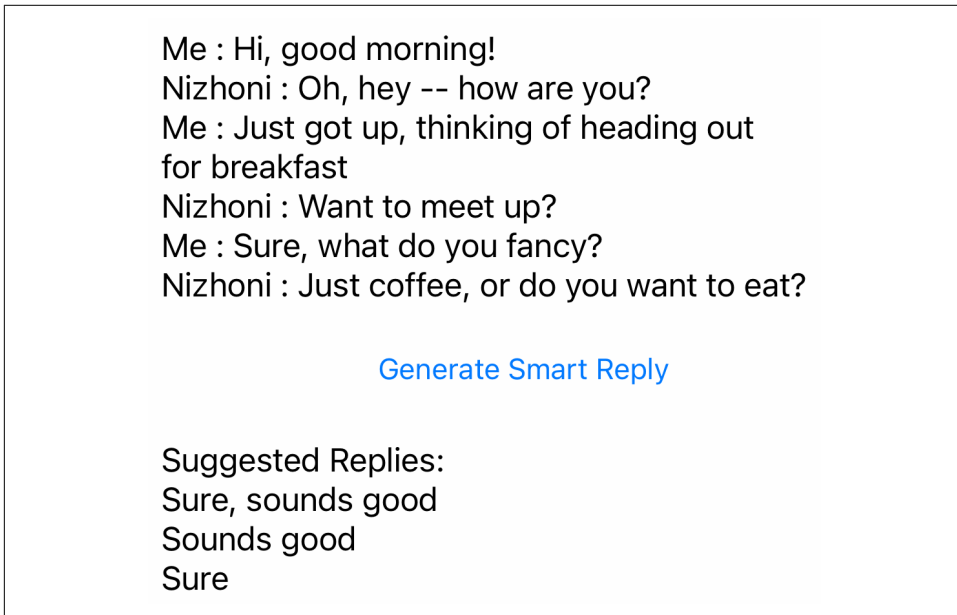 Me : Hi, good morning!
Nizhoni : Oh, hey -- how are you?
Me : Just got up, thinking of heading out
for breakfast
Nizhoni : Want to meet up?
Me : Sure, what do you fancy?
Nizhoni : Just coffee, or do you want to eat?
Generate Smart Reply
Suggested Replies:
Sure, sounds good
Sounds good
Sure